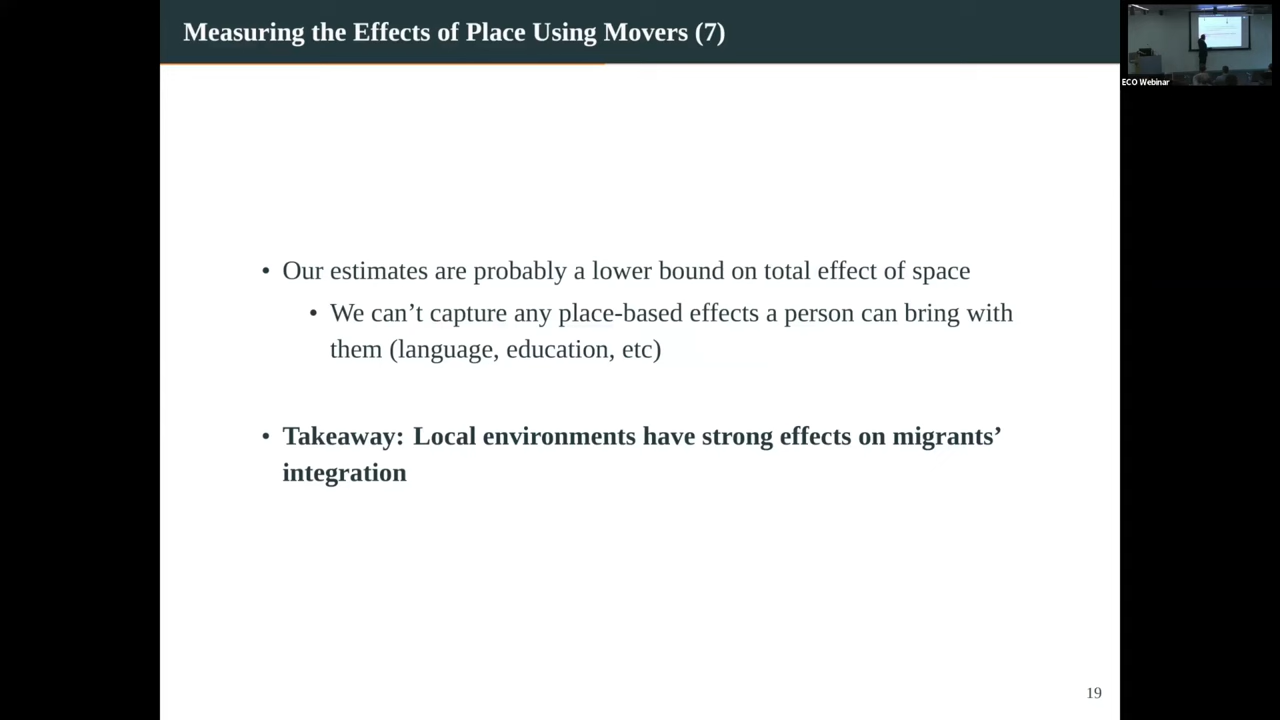 Measuring the Effects of Place Using Movers (7)
ECO Webinar
• Our estimates are probably a lower bound on total effect of space
• We can’t capture any place-based effects a person can bring with
them (language, education, etc)
• Takeaway: Local environments have strong effects on migrants’
integration
19